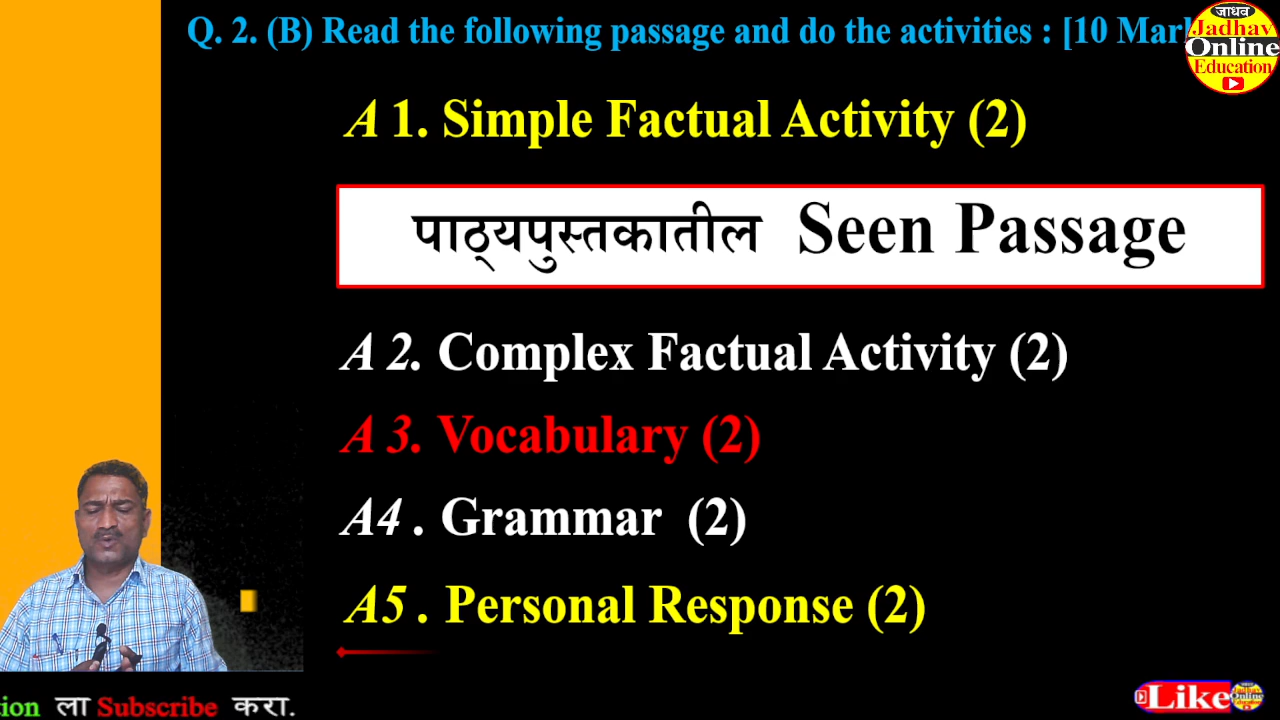 Q. 2. (B) Read the following passage and do the activities : [10
जाधव
Jadhav
Online
Education
A 1. Simple Factual Activity (2)
पाठ्यपुस्तकातील Seen Passage
A 2. Complex Factual Activity (2)
A 3. Vocabulary (2)
A4 . Grammar (2)
A5 . Personal Response (2)
ला Subscribe करा.
Like